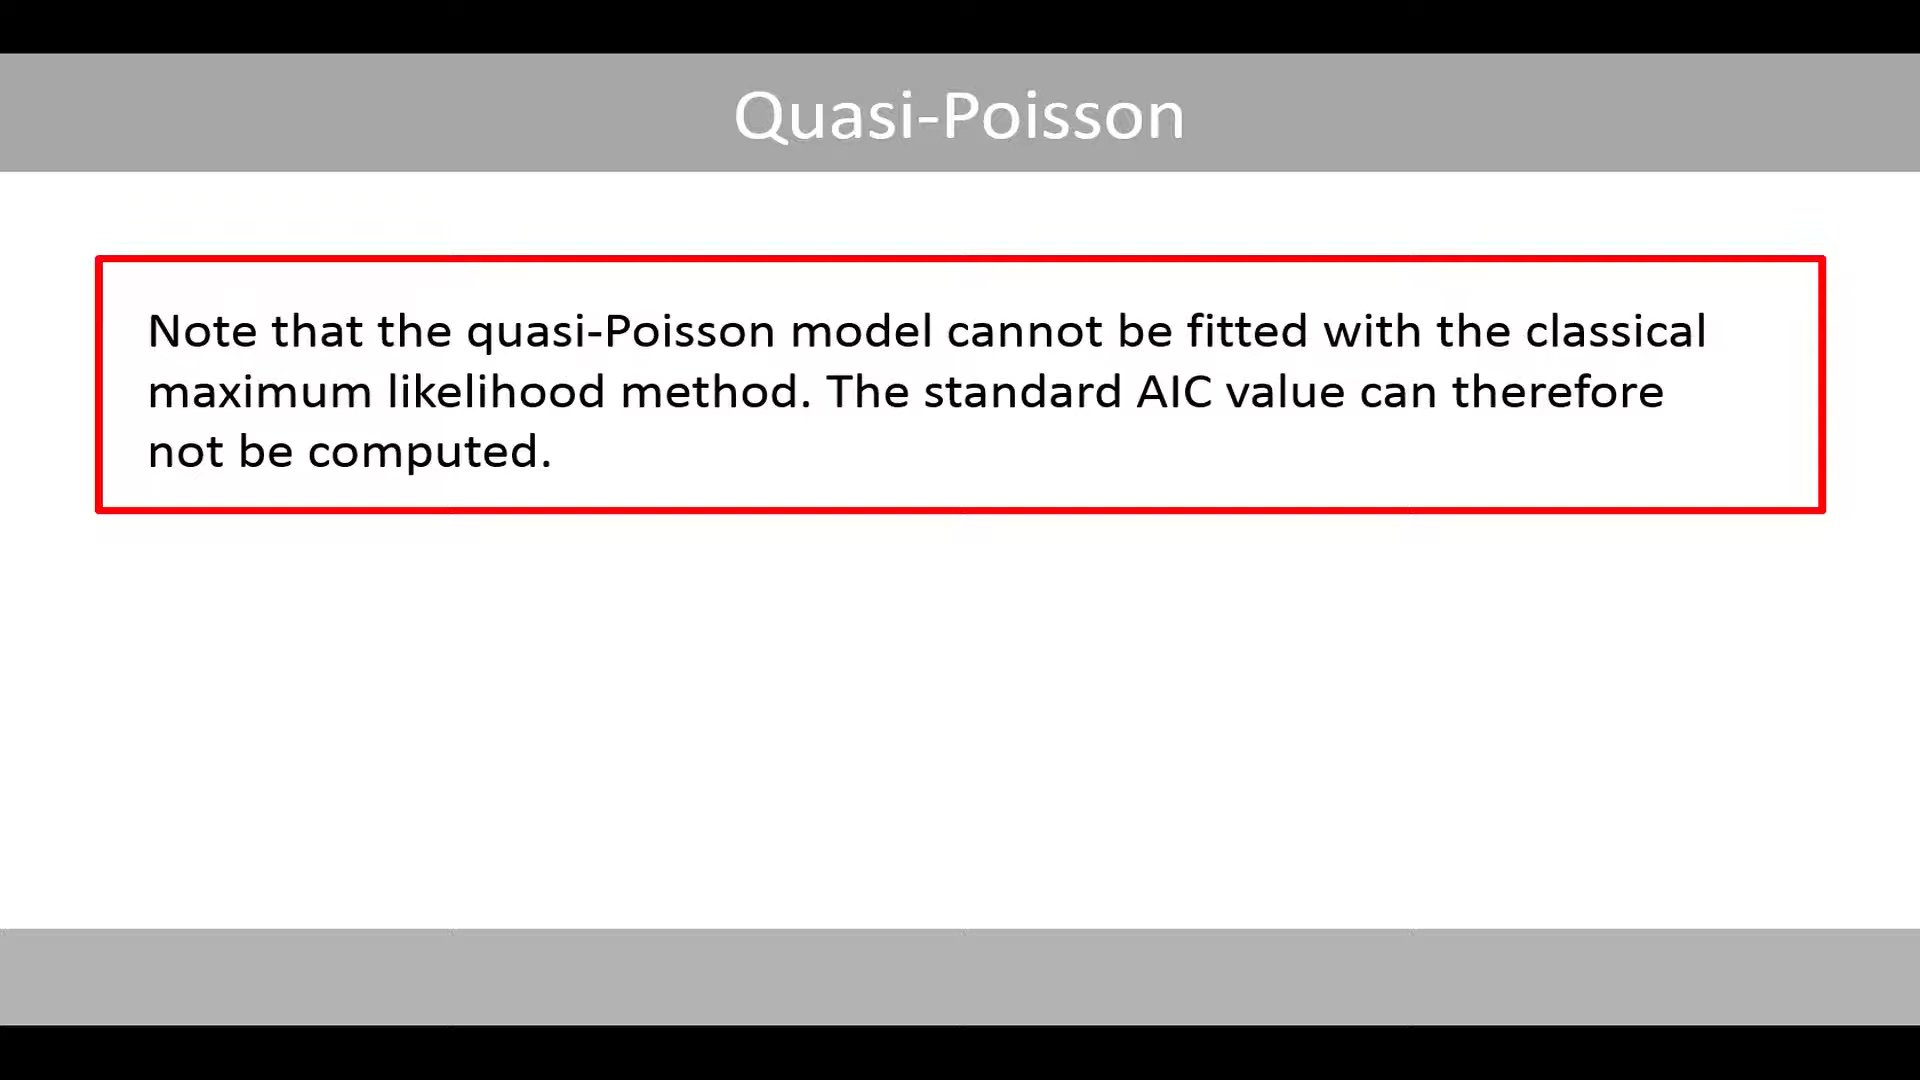 Quasi-Poisson
Note that the quasi-Poisson model cannot be fitted with the classical
maximum likelihood method. The standard AIC value can therefore
not be computed.